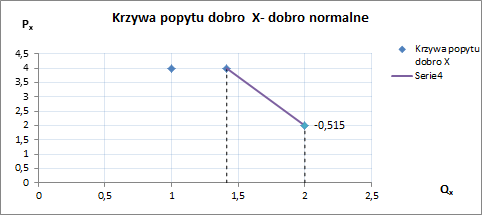 Krzywa popytu dobro X- dobro normalne
Px
4,5
4
3,5
3
2,5
2
1,5
1
0,5
0
-0,515
0
0,5
1
1,5
2
2,5
Qx
Krzywa popytu
dobro X
Serie4